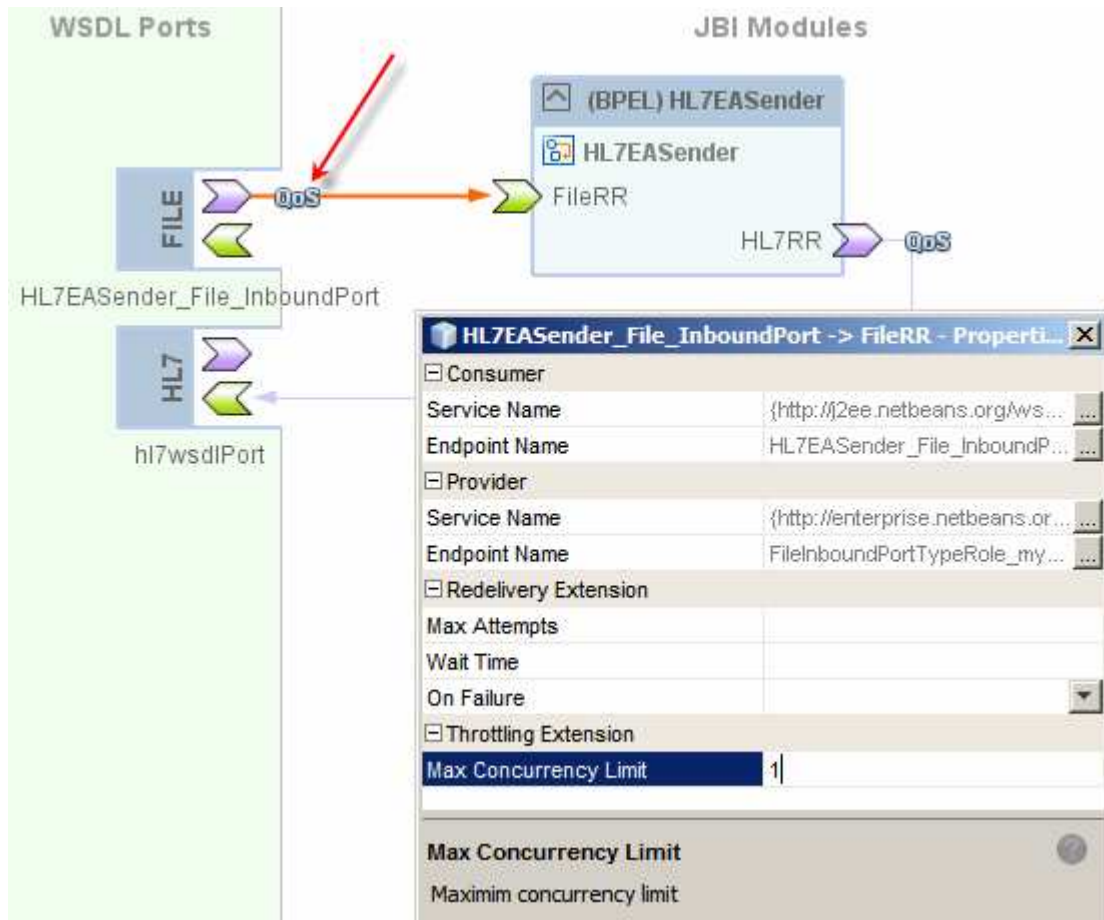 WSDL Ports
JBI Modules
(BPEL) HL7EASender
HL7EASender
FILE
QoS
FileRR
HL7RR
QoS
HL7EASender_File_InboundPort
HL7
hl7wsdlPort
HL7EASender_File_InboundPort -> FileRR - Properti...
Consumer
Service Name {http://j2ee.netbeans.org/ws... ...
Endpoint Name HL7EASender_File_InboundP... ...
Provider
Service Name {http://enterprise.netbeans.or... ...
Endpoint Name FileInboundPortTypeRole_my... ...
Redelivery Extension
Max Attempts
Wait Time
On Failure
Throttling Extension
Max Concurrency Limit 1
Max Concurrency Limit
?
Maximim concurrency limit